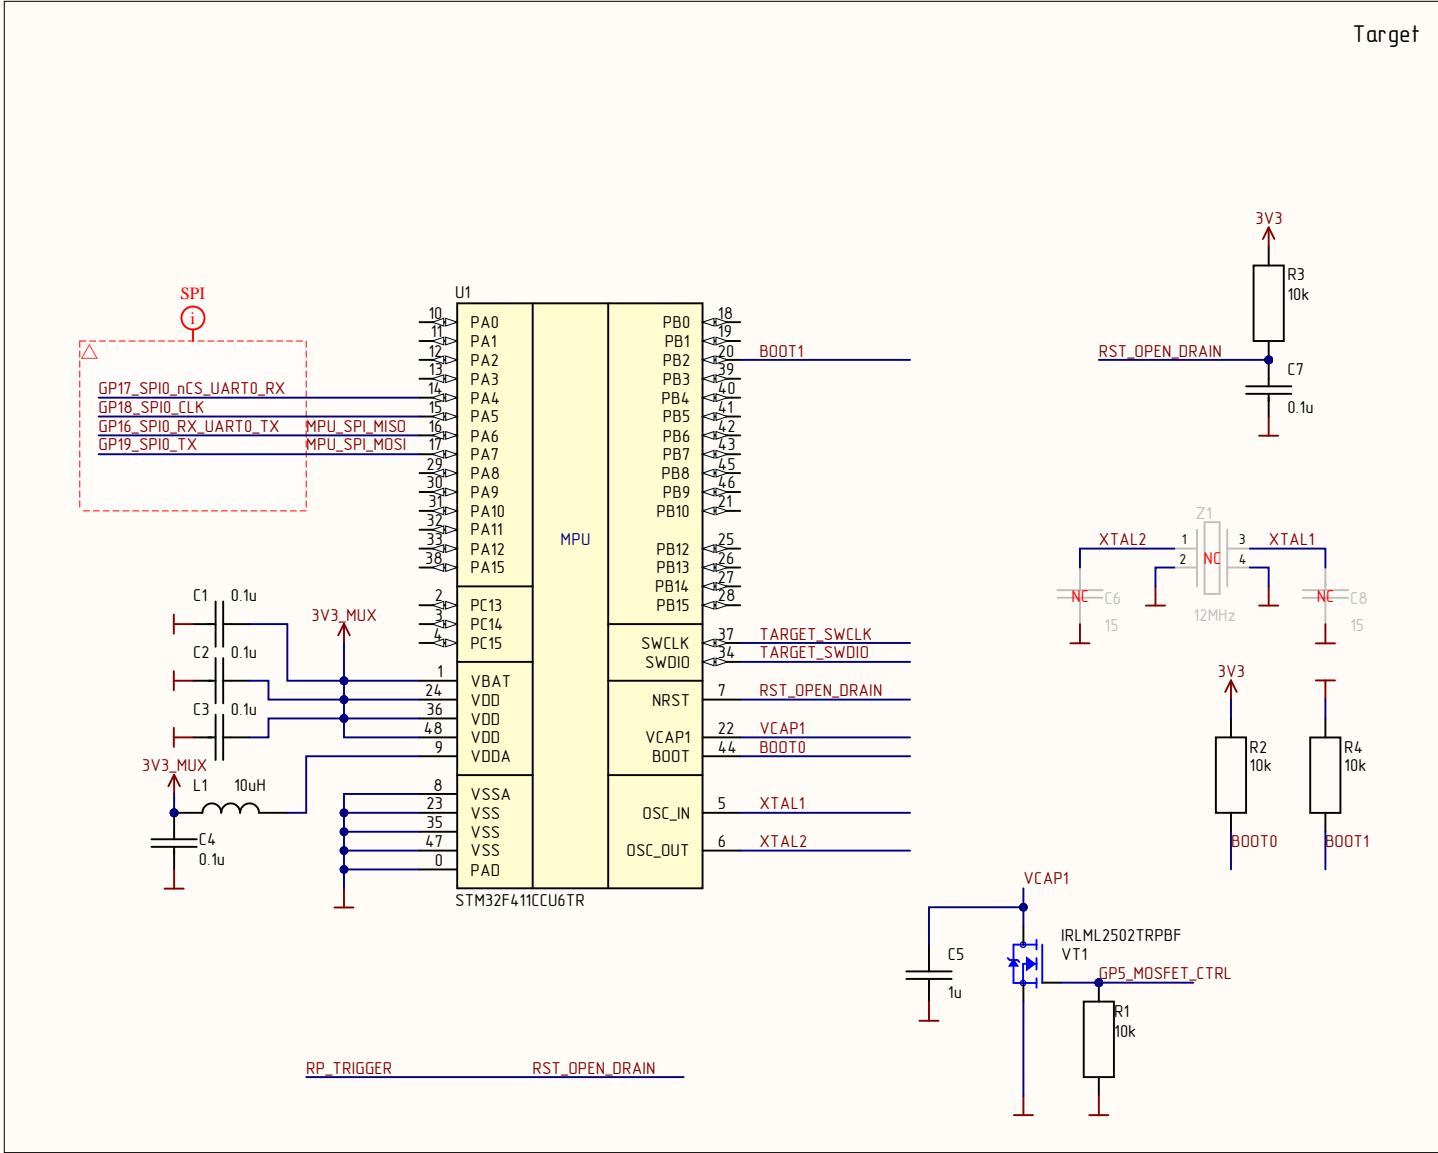 Target
3V3
R3
10k
RST_OPEN_DRAIN
C7
0.1u
SPI
i
GP17_SPI0_nCS_UART0_RX
GP18_SPI0_CLK
GP16_SPI0_RX_UART0_TX MPU_SPI_MISO
GP19_SPI0_TX MPU_SPI_MOSI
U1
10 PA0 PB0 18
11 PA1 PB1 19
12 PA2 PB2 20 BOOT1
13 PA3 PB3 39
14 PA4 PB4 40
15 PA5 PB5 41
16 PA6 PB6 42
17 PA7 PB7 43
29 PA8 PB8 45
30 PA9 PB9 46
31 PA10 PB10 21
32 PA11
MPU
33 PA12 PB12 25
38 PA15 PB13 26
PB14 27
2 PC13 PB15 28
3 PC14
4 PC15 SWCLK 37 TARGET_SWCLK
SWDIO 34 TARGET_SWDIO
1 VBAT
24 VDD NRST 7 RST_OPEN_DRAIN
36 VDD
48 VDD VCAP1 22 VCAP1
9 VDDA BOOT 44 BOOT0
8 VSSA
23 VSS OSC_IN 5 XTAL1
35 VSS
47 VSS OSC_OUT 6 XTAL2
0 PAD
STM32F411CCU6TR
C1 0.1u
3V3_MUX
C2 0.1u
C3 0.1u
3V3_MUX
L1 10uH
C4
0.1u
Z1
XTAL2 1 3 XTAL1
2 NC 4
NC C6
15
12MHz
NC C8
15
3V3
R2
10k
BOOT0
R4
10k
BOOT1
VCAP1
C5
1u
IRLML2502TRPBF
VT1
GP5_MOSFET_CTRL
R1
10k
RP_TRIGGER RST_OPEN_DRAIN